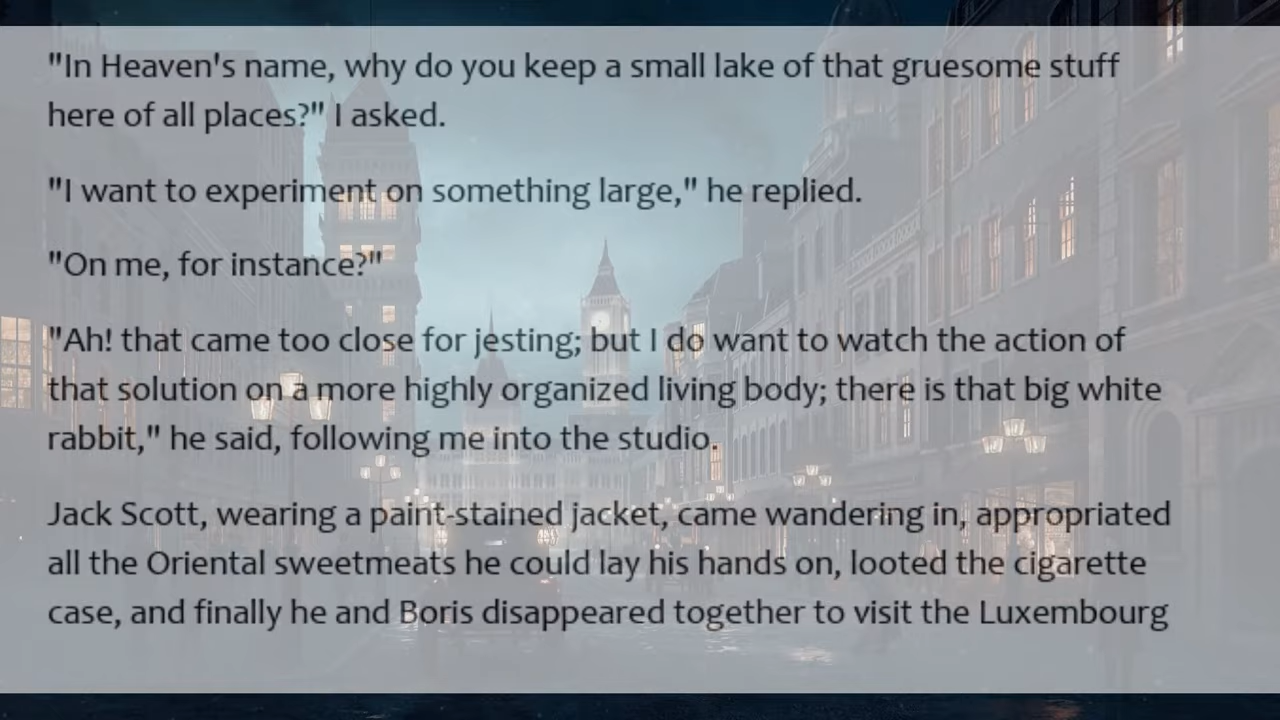 "In Heaven's name, why do you keep a small lake of that gruesome stuff
here of all places?" I asked.
"I want to experiment on something large," he replied.
"On me, for instance?"
"Ah! that came too close for jesting; but I do want to watch the action of
that solution on a more highly organized living body; there is that big white
rabbit," he said, following me into the studio.
Jack Scott, wearing a paint-stained jacket, came wandering in, appropriated
all the Oriental sweetmeats he could lay his hands on, looted the cigarette
case, and finally he and Boris disappeared together to visit the Luxembourg